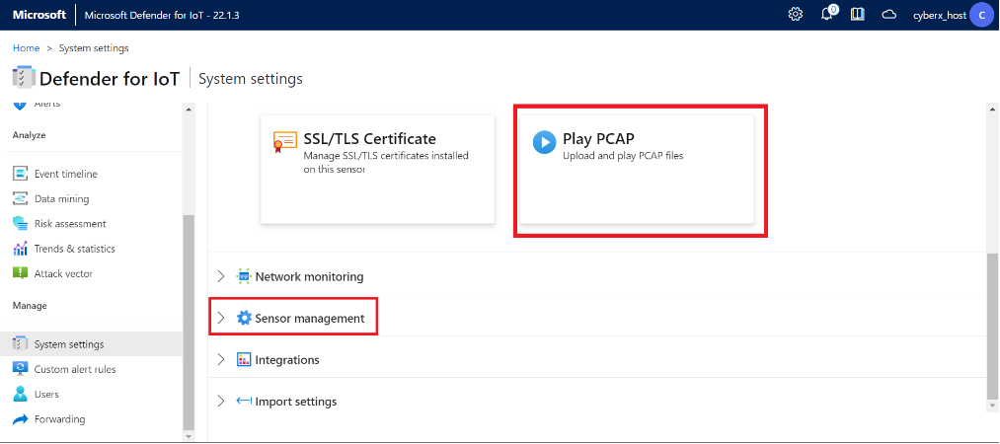 Microsoft
Microsoft Defender for IoT - 22.1.3
0
cyberx_host
C
Home > System settings
Defender for IoT
System settings
Alerts
Analyze
Event timeline
Data mining
Risk assessment
Trends & statistics
Attack vector
Manage
System settings
Custom alert rules
Users
Forwarding
SSL/TLS Certificate
Manage SSL/TLS certificates installed
on this sensor
Play PCAP
Upload and play PCAP files
Network monitoring
Sensor management
Integrations
Import settings